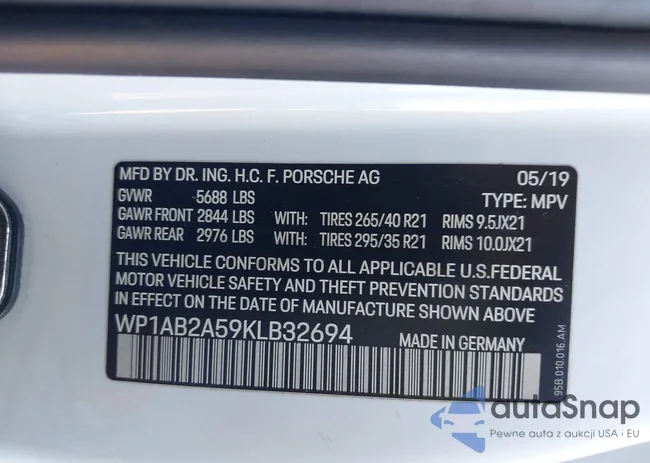 MFD BY DR. ING. H.C. F. PORSCHE AG 05/19
GVWR 5688 LBS TYPE: MPV
GAWR FRONT 2844 LBS WITH: TIRES 265/40 R21 RIMS 9.5JX21
GAWR REAR 2976 LBS WITH: TIRES 295/35 R21 RIMS 10.0JX21
THIS VEHICLE CONFORMS TO ALL APPLICABLE U.S.FEDERAL
MOTOR VEHICLE SAFETY AND THEFT PREVENTION STANDARDS
IN EFFECT ON THE DATE OF MANUFACTURE SHOWN ABOVE
WP1AB2A59KLB32694 MADE IN GERMANY
95B.010.016.AM
autoSnap
Pewne auta z aukcji USA i EU